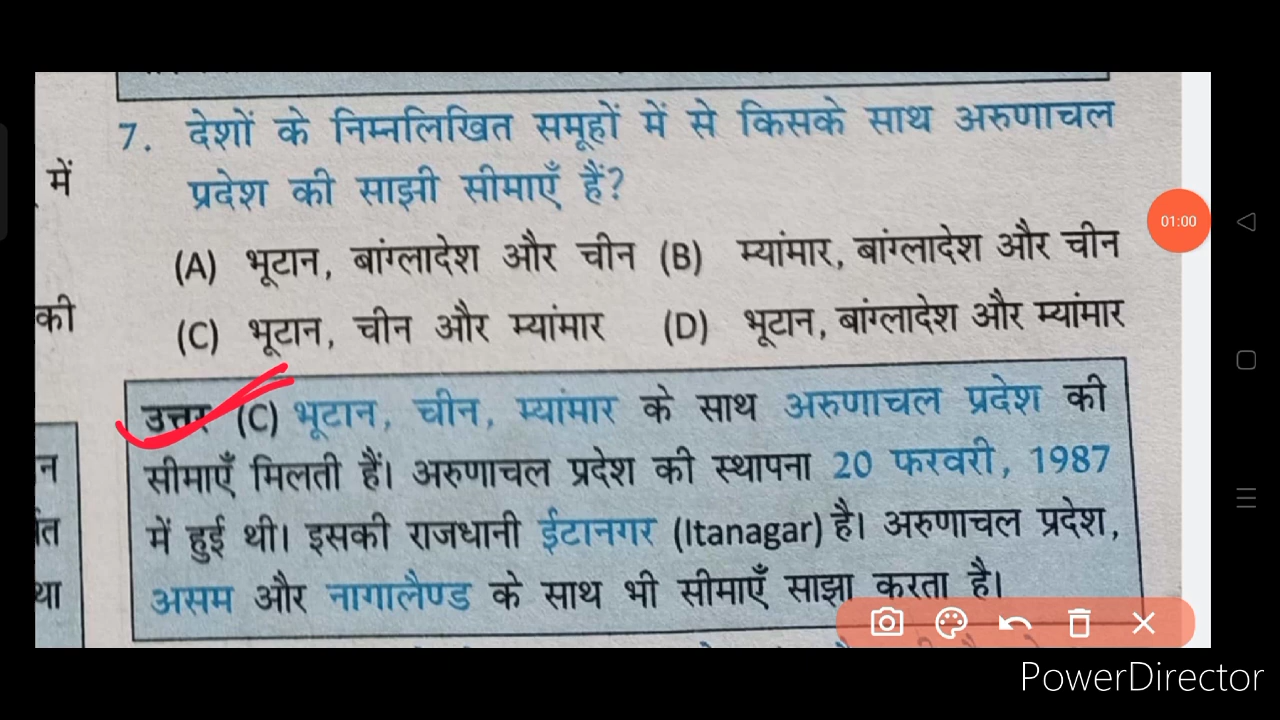 7. देशों के निम्नलिखित समूहों में से किसके साथ अरुणाचल
प्रदेश की साझी सीमाएँ हैं?
(A) भूटान, बांग्लादेश और चीन (B) म्यांमार, बांग्लादेश और चीन
(C) भूटान, चीन और म्यांमार (D) भूटान, बांग्लादेश और म्यांमार
उत्तर (C) भूटान, चीन, म्यांमार के साथ अरुणाचल प्रदेश की
सीमाएँ मिलती हैं। अरुणाचल प्रदेश की स्थापना 20 फरवरी, 1987
में हुई थी। इसकी राजधानी ईटानगर (Itanagar) है। अरुणाचल प्रदेश,
असम और नागालैण्ड के साथ भी सीमाएँ साझा करता है।
में
की
न
था
01:00
PowerDirector